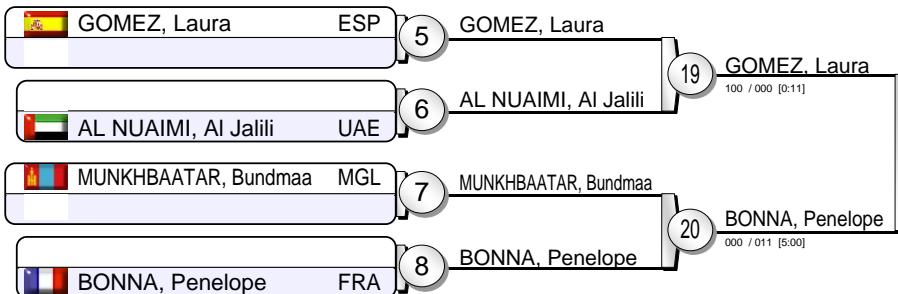 GOMEZ, Laura ESP
5
GOMEZ, Laura
6
AL NUAIMI, Al Jalili UAE
AL NUAIMI, Al Jalili
19
GOMEZ, Laura
100 / 000 [0:11]
MUNKHBAATAR, Bundmaa MGL
7
MUNKHBAATAR, Bundmaa
8
BONNA, Penelope FRA
BONNA, Penelope
20
BONNA, Penelope
000 / 011 [5:00]